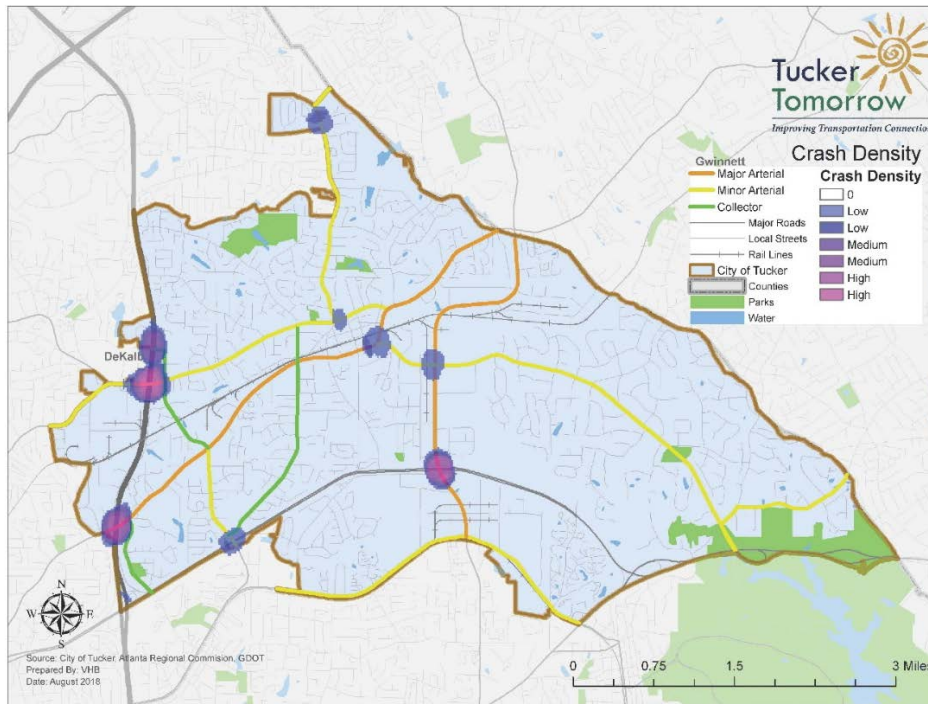 Tucker
Tomorrow
Improving Transportation Connection
Crash Density
Gwinnett
Major Arterial
Minor Arterial
Collector
Major Roads
Local Streets
Rail Lines
City of Tucker
Counties
Parks
Water
Crash Density
0
Low
Low
Medium
Medium
High
High
DeKalb
N
W E
S
Source: City of Tucker, Atlanta Regional Commision, GDOT
Prepared By: VHB
Date: August 2018
0 0.75 1.5 3 Miles